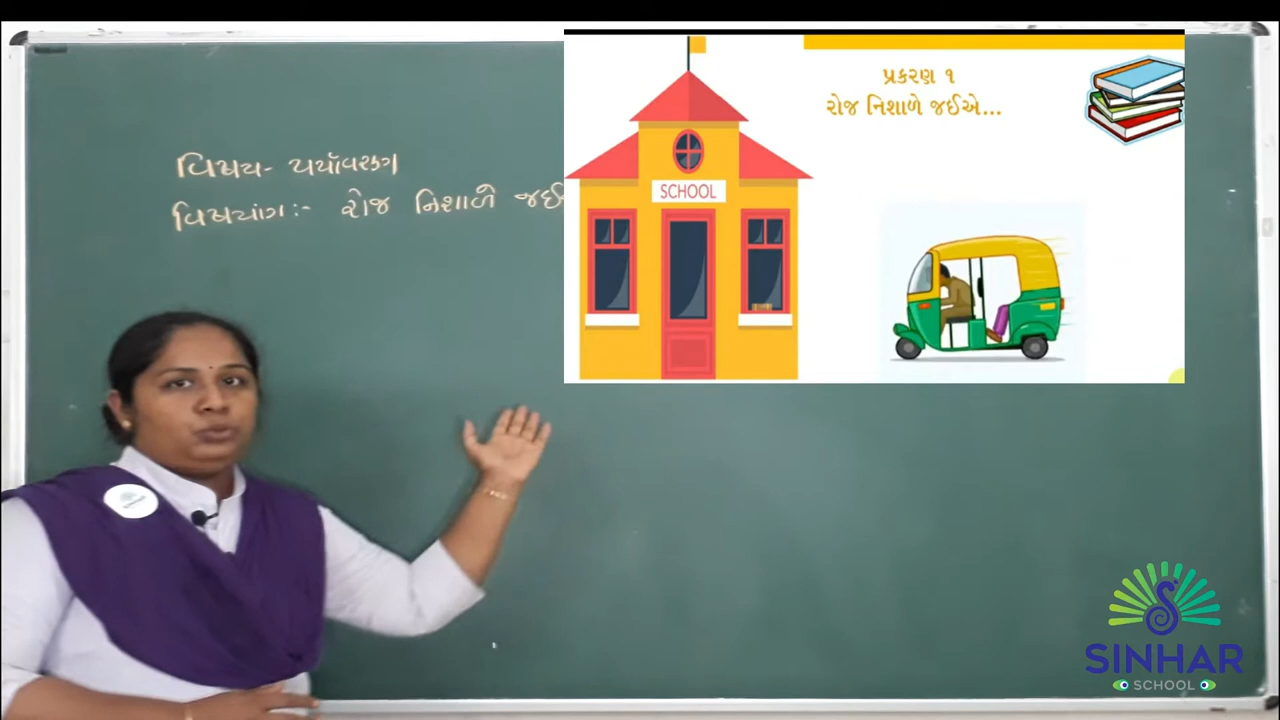 વિષય- પર્યાવરણ
વિષયાંગ:- રોજ નિશાળે જઈ
પ્રકરણ ૧
રોજ નિશાળે જઈએ...
SCHOOL
SINHAR
SCHOOL